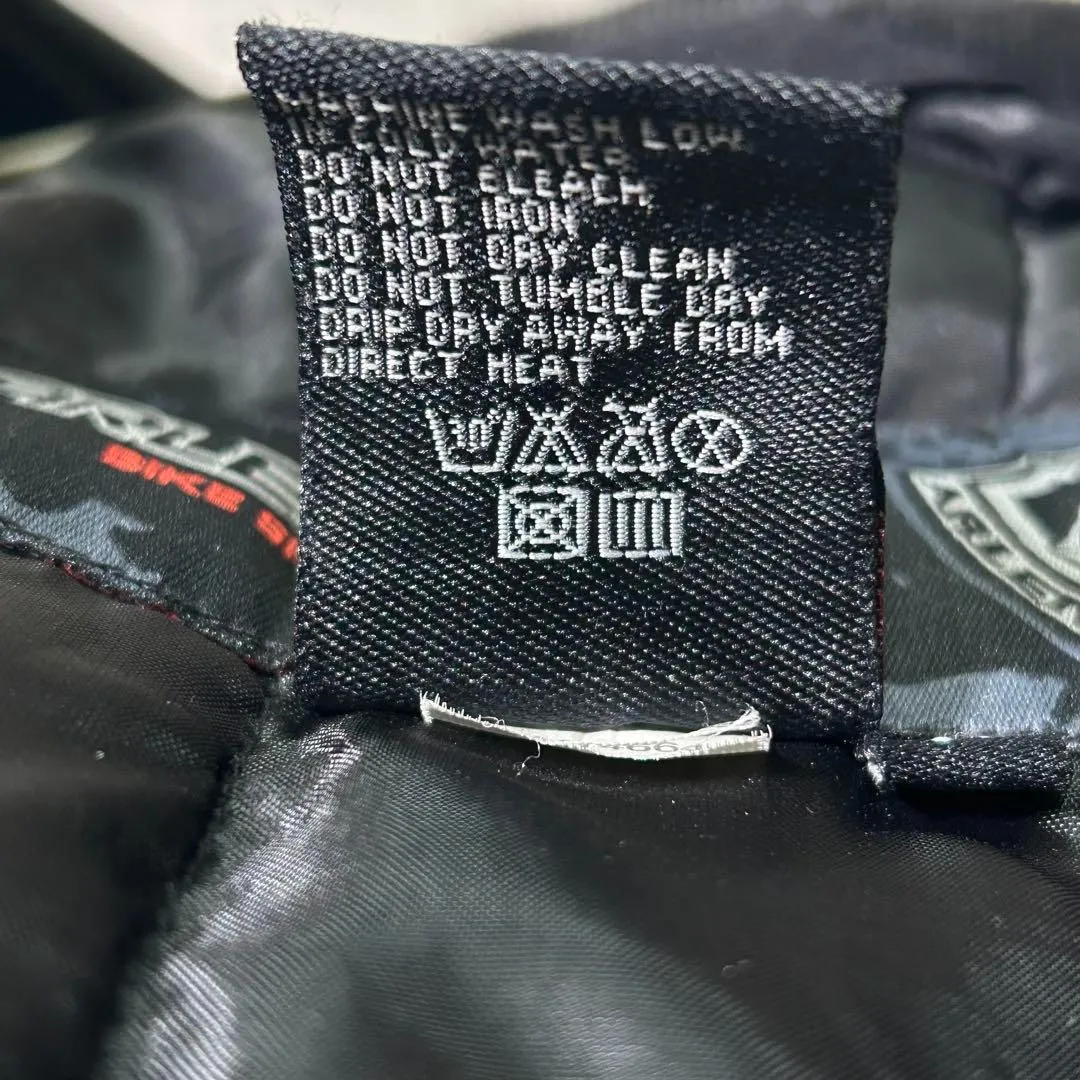 MACHINE WASH LOW
IN COLD WATER
DO NOT BLEACH
DO NOT IRON
DO NOT DRY CLEAN
DO NOT TUMBLE DRY
DRIP DRY AWAY FROM
DIRECT HEAT
30
BIKE